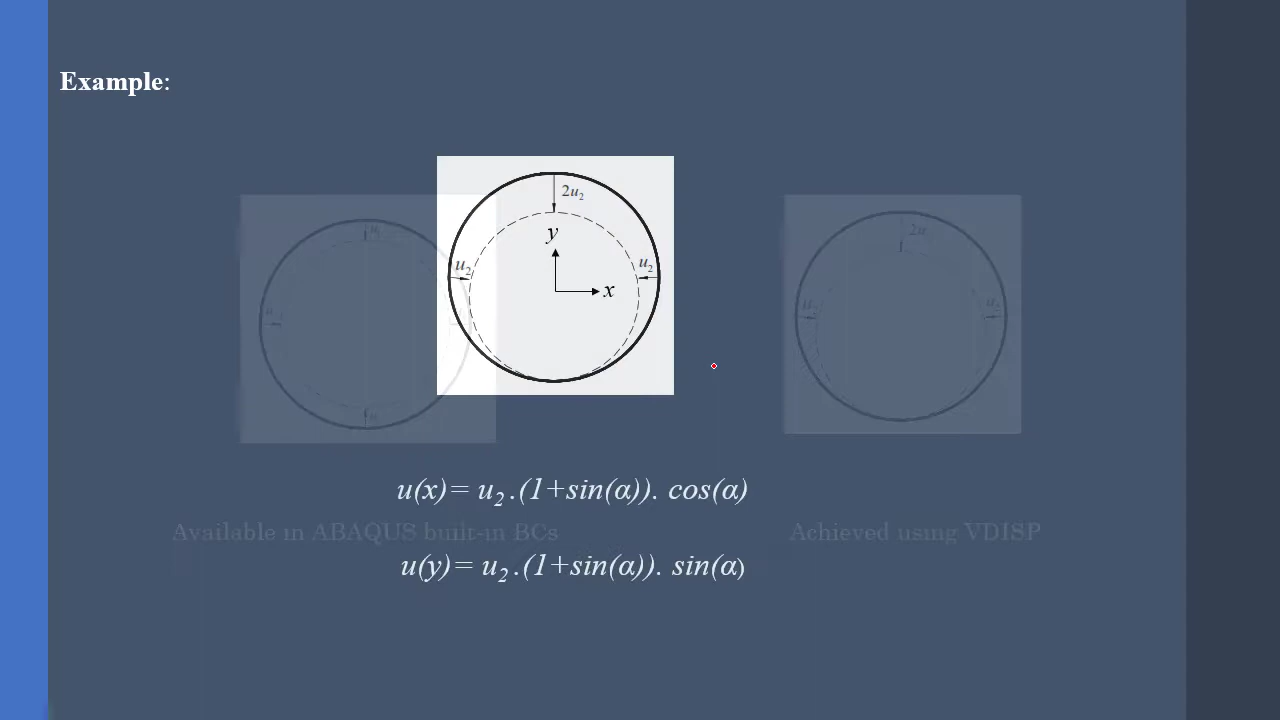 Example:
2u₂
y
u₂
u₂
x
2u
u(x)= u₂.(1+sin(α)). cos(α)
Available in ABAQUS built-in BCs
Achieved using VDISP
u(y)= u₂.(1+sin(α)). sin(α)